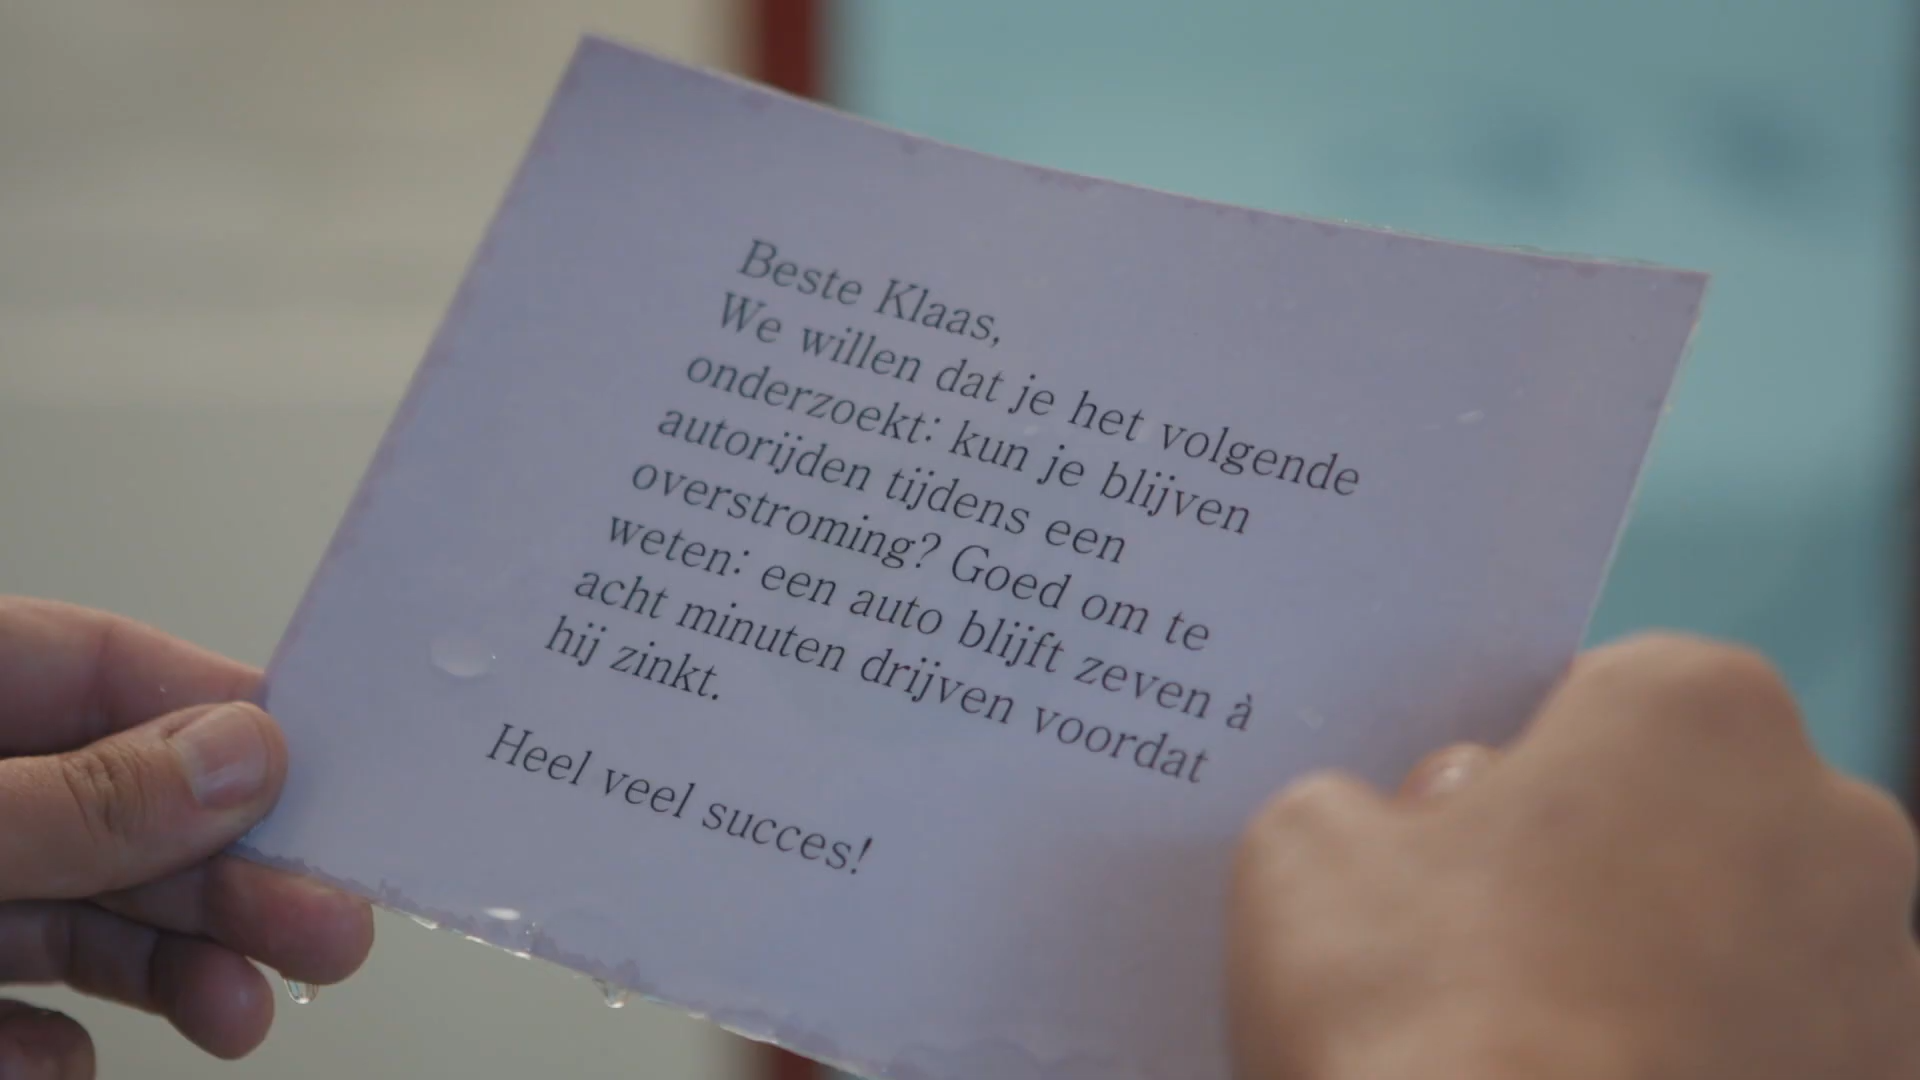 Beste Klaas,
We willen dat je het volgende
onderzoekt: kun je blijven
autorijden tijdens een
overstroming? Goed om te
weten: een auto blijft zeven à
acht minuten drijven voordat
hij zinkt.
Heel veel succes!